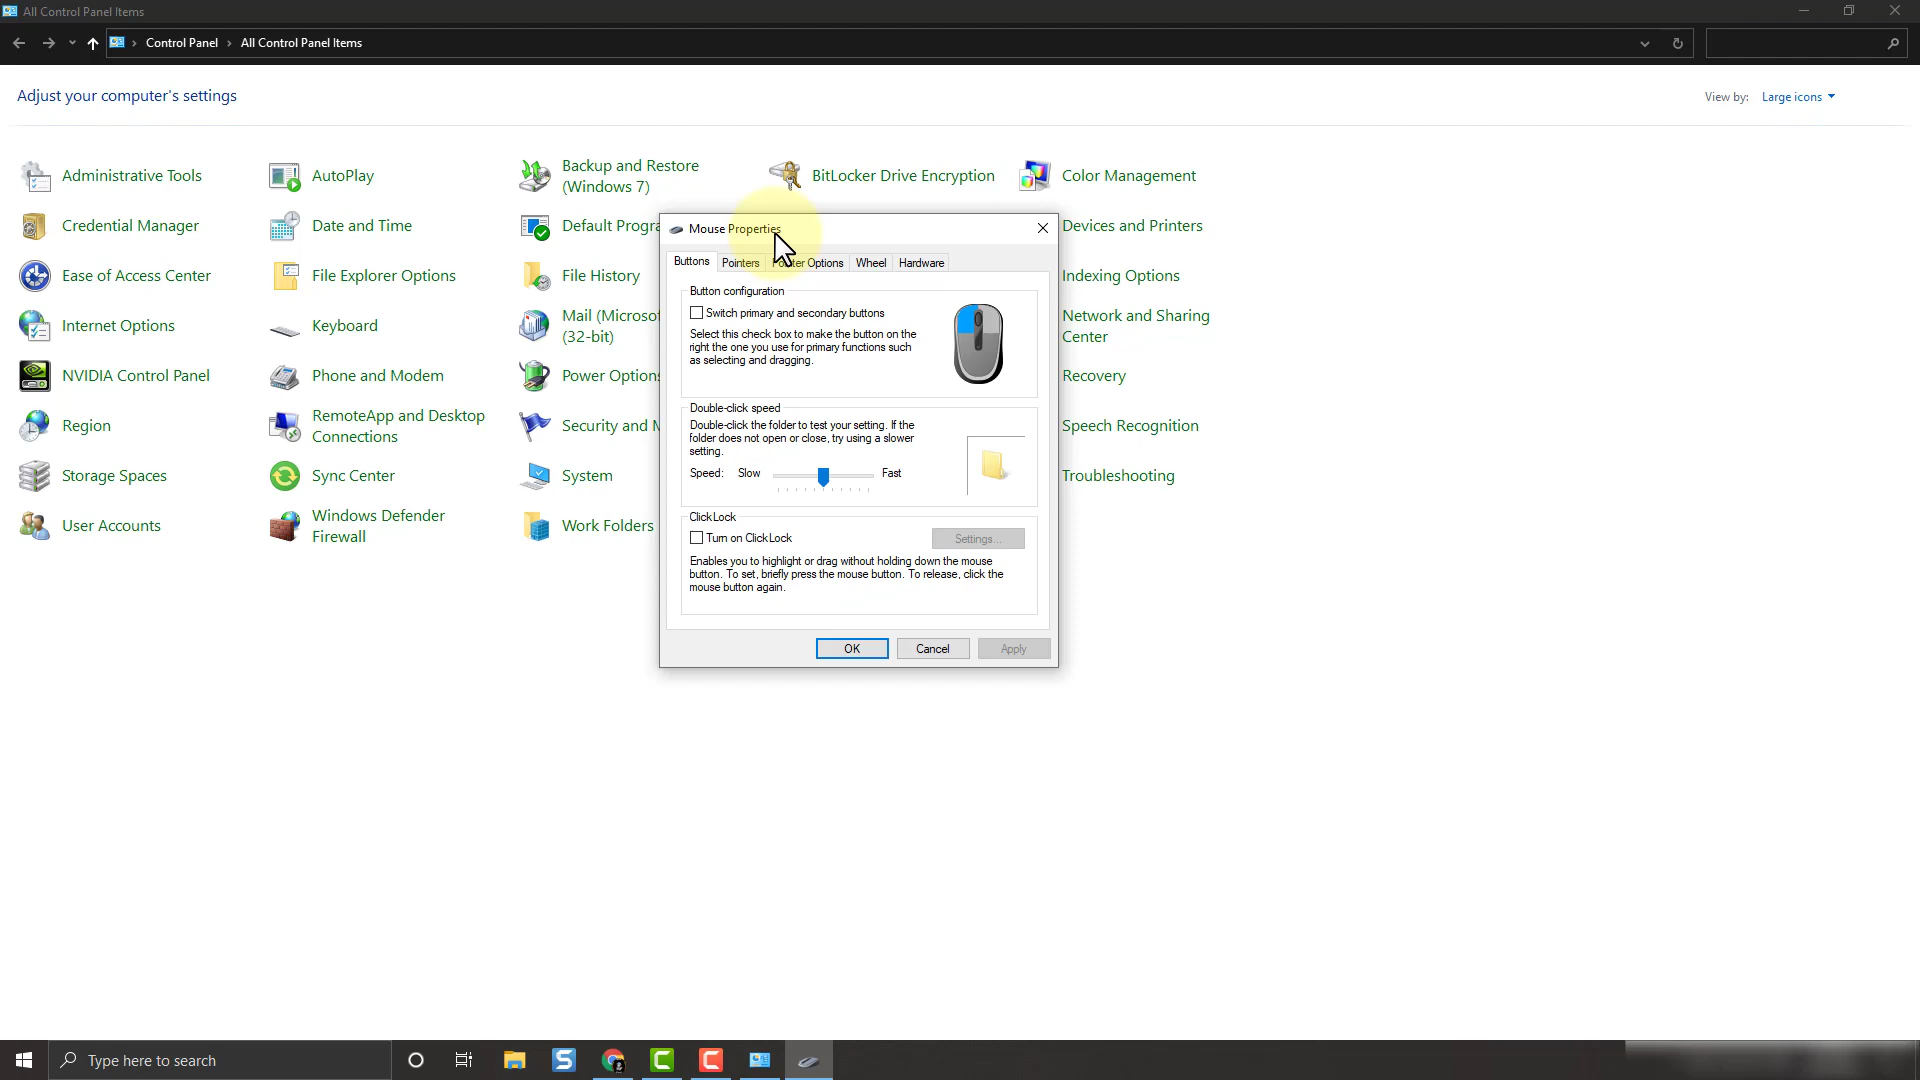 All Control Panel Items
Control Panel > All Control Panel Items
Adjust your computer's settings
View by: Large icons
Administrative Tools
AutoPlay
Backup and Restore
(Windows 7)
BitLocker Drive Encryption
Color Management
Credential Manager
Date and Time
Default Progra
Devices and Printers
Ease of Access Center
File Explorer Options
File History
Indexing Options
Internet Options
Keyboard
Mail (Microsof
(32-bit)
Network and Sharing
Center
NVIDIA Control Panel
Phone and Modem
Power Options
Recovery
Region
RemoteApp and Desktop
Connections
Security and M
Speech Recognition
Storage Spaces
Sync Center
System
Troubleshooting
User Accounts
Windows Defender
Firewall
Work Folders
Mouse Properties
Buttons Pointers Options Wheel Hardware
Button configuration
Switch primary and secondary buttons
Select this check box to make the button on the
right the one you use for primary functions such
as selecting and dragging.
Double-click speed
Double-click the folder to test your setting. If the
folder does not open or close, try using a slower
setting.
Speed: Slow Fast
ClickLock
Turn on ClickLock
Settings...
Enables you to highlight or drag without holding down the mouse
button. To set, briefly press the mouse button. To release, click the
mouse button again.
OK Cancel Apply
Type here to search